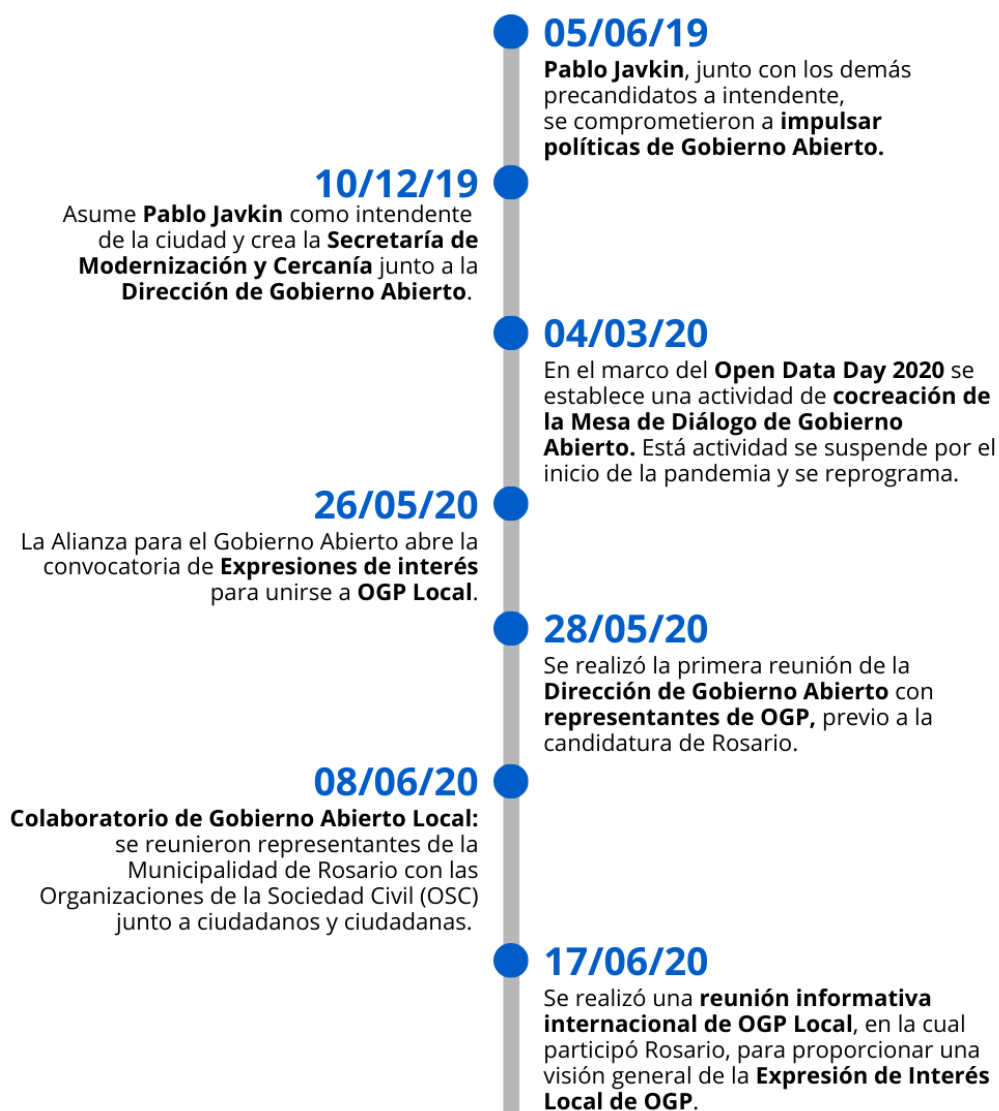 05/06/19
Pablo Javkin, junto con los demás
precandidatos a intendente,
se comprometieron a impulsar
políticas de Gobierno Abierto.
10/12/19
Asume Pablo Javkin como intendente
de la ciudad y crea la Secretaría de
Modernización y Cercanía junto a la
Dirección de Gobierno Abierto.
04/03/20
En el marco del Open Data Day 2020 se
establece una actividad de cocreación de
la Mesa de Diálogo de Gobierno
Abierto. Está actividad se suspende por el
inicio de la pandemia y se reprograma.
26/05/20
La Alianza para el Gobierno Abierto abre la
convocatoria de Expresiones de interés
para unirse a OGP Local.
28/05/20
Se realizó la primera reunión de la
Dirección de Gobierno Abierto con
representantes de OGP, previo a la
candidatura de Rosario.
08/06/20
Colaboratorio de Gobierno Abierto Local:
se reunieron representantes de la
Municipalidad de Rosario con las
Organizaciones de la Sociedad Civil (OSC)
junto a ciudadanos y ciudadanas.
17/06/20
Se realizó una reunión informativa
internacional de OGP Local, en la cual
participó Rosario, para proporcionar una
visión general de la Expresión de Interés
Local de OGP.